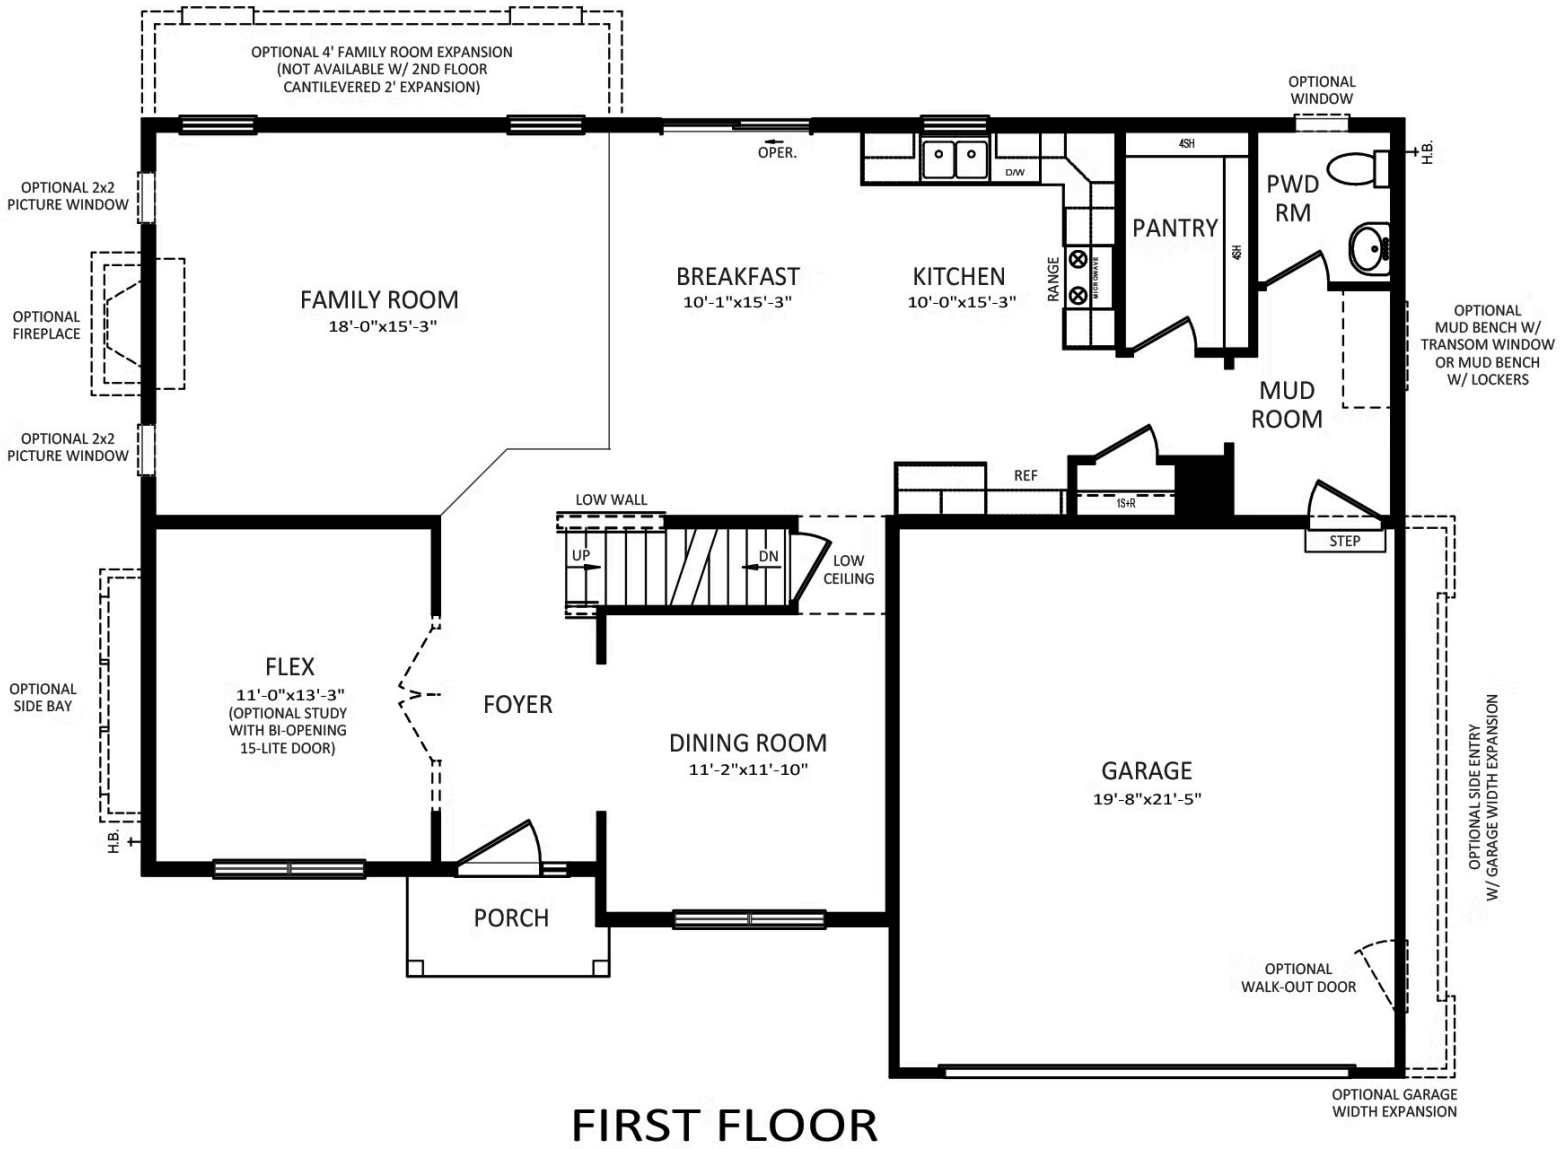 OPTIONAL 4' FAMILY ROOM EXPANSION
(NOT AVAILABLE W/ 2ND FLOOR
CANTILEVERED 2' EXPANSION)
OPTIONAL
WINDOW
OPER.
D/W
4SH
4SH
H.B.
PWD
RM
OPTIONAL 2x2
PICTURE WINDOW
PANTRY
FAMILY ROOM
18'-0"x15'-3"
BREAKFAST
10'-1"x15'-3"
KITCHEN
10'-0"x15'-3"
RANGE
MICROWAVE
OPTIONAL
FIREPLACE
OPTIONAL
MUD BENCH W/
TRANSOM WINDOW
OR MUD BENCH
W/ LOCKERS
MUD
ROOM
OPTIONAL 2x2
PICTURE WINDOW
REF
1S+R
LOW WALL
UP
DN
LOW
CEILING
STEP
FLEX
11'-0"x13'-3"
(OPTIONAL STUDY
WITH BI-OPENING
15-LITE DOOR)
OPTIONAL
SIDE BAY
FOYER
DINING ROOM
11'-2"x11'-10"
GARAGE
19'-8"x21'-5"
OPTIONAL SIDE ENTRY
W/ GARAGE WIDTH EXPANSION
H.B.
PORCH
OPTIONAL
WALK-OUT DOOR
OPTIONAL GARAGE
WIDTH EXPANSION
FIRST FLOOR